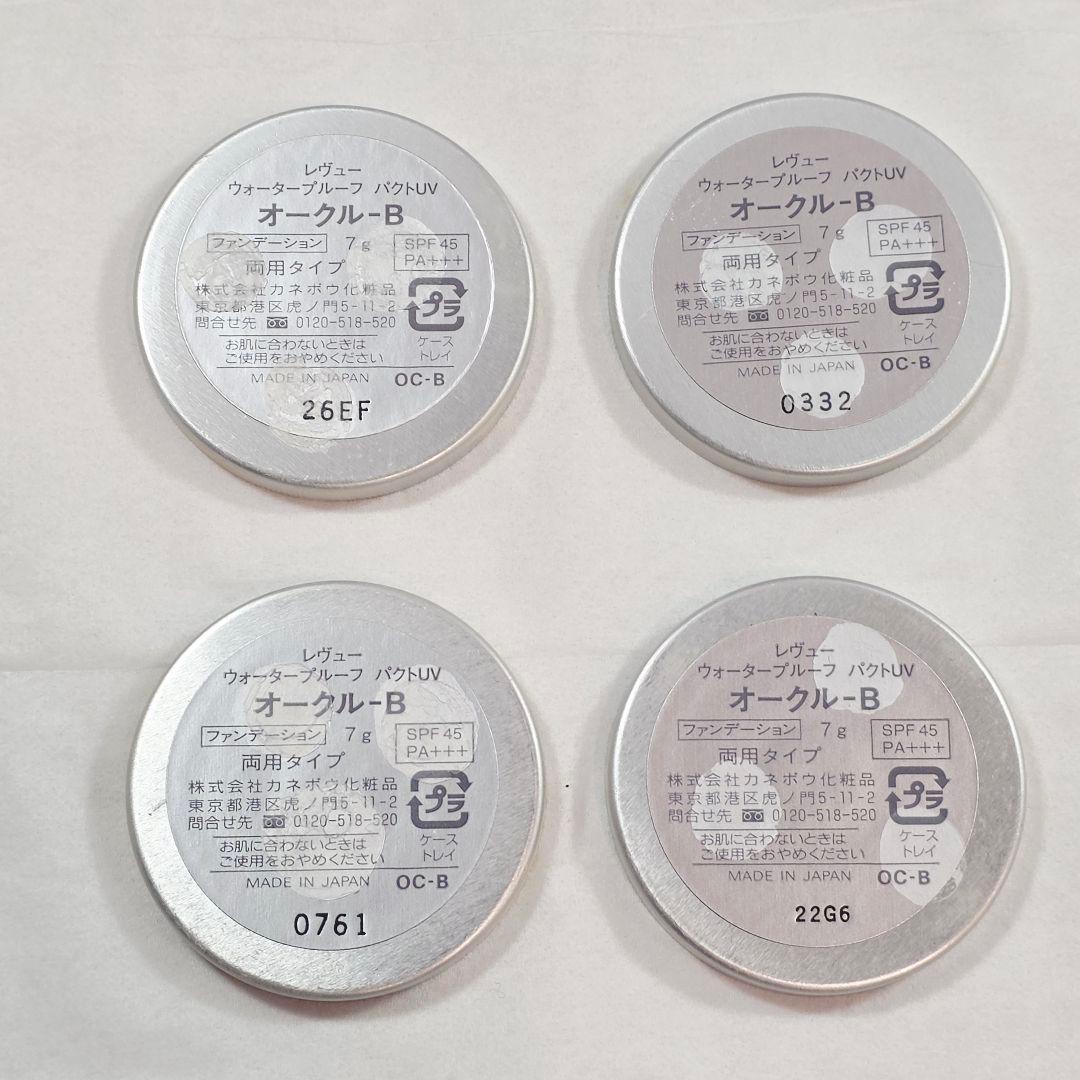 レヴュー
ウォータープルーフ パクトUV
オークル-B
ファンデーション 7g SPF45 PA+++
両用タイプ
株式会社カネボウ化粧品
東京都港区虎ノ門5-11-2
問合せ先 0120-518-520
プラ
ケース
トレイ
お肌に合わないときは
ご使用をおやめください
MADE IN JAPAN OC-B
26EF
レヴュー
ウォータープルーフ パクトUV
オークル-B
ファンデーション 7g SPF45 PA+++
両用タイプ
株式会社カネボウ化粧品
東京都港区虎ノ門5-11-2
問合せ先 0120-518-520
プラ
ケース
トレイ
お肌に合わないときは
ご使用をおやめください
MADE IN JAPAN OC-B
0332
レヴュー
ウォータープルーフ パクトUV
オークル-B
ファンデーション 7g SPF45 PA+++
両用タイプ
株式会社カネボウ化粧品
東京都港区虎ノ門5-11-2
問合せ先 0120-518-520
プラ
ケース
トレイ
お肌に合わないときは
ご使用をおやめください
MADE IN JAPAN OC-B
0761
レヴュー
ウォータープルーフ パクトUV
オークル-B
ファンデーション 7g SPF45 PA+++
両用タイプ
株式会社カネボウ化粧品
東京都港区虎ノ門5-11-2
問合せ先 0120-518-520
プラ
ケース
トレイ
お肌に合わないときは
ご使用をおやめください
MADE IN JAPAN OC-B
22G6